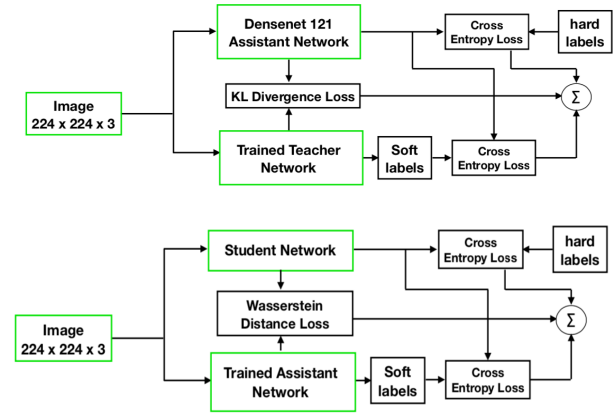 Densenet 121
Assistant Network
Cross
Entropy Loss
hard
labels
Image
224 x 224 x 3
KL Divergence Loss
Σ
Trained Teacher
Network
Soft
labels
Cross
Entropy Loss
Student Network
Cross
Entropy Loss
hard
labels
Image
224 x 224 x 3
Wasserstein
Distance Loss
Σ
Trained Assistant
Network
Soft
labels
Cross
Entropy Loss